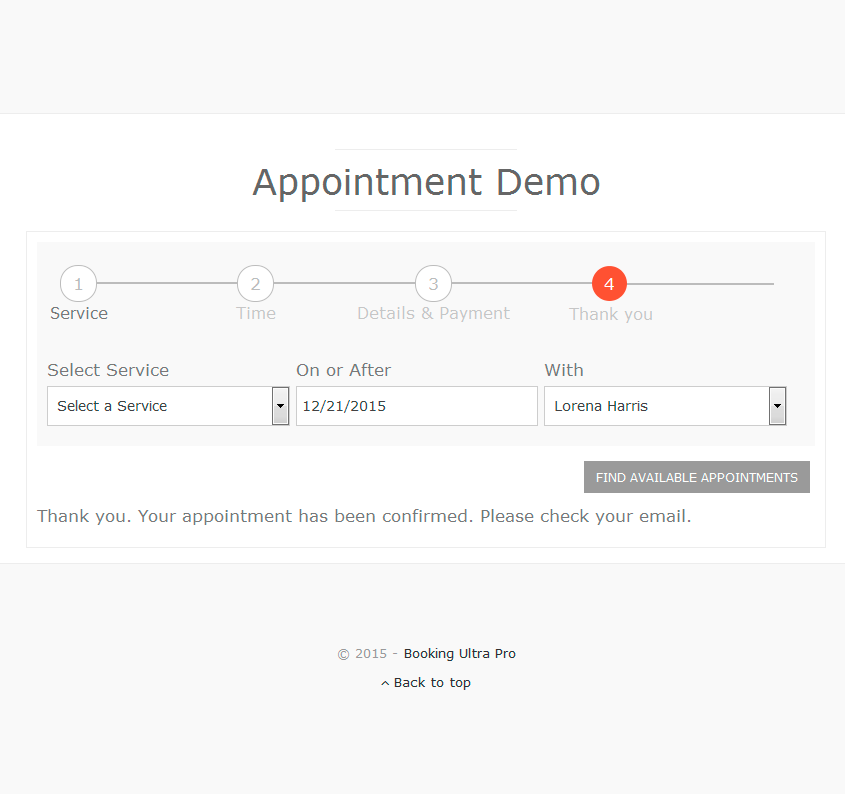 Appointment Demo
1 2 3 4
Service Time Details & Payment Thank you
Select Service On or After With
Select a Service 12/21/2015 Lorena Harris
FIND AVAILABLE APPOINTMENTS
Thank you. Your appointment has been confirmed. Please check your email.
© 2015 - Booking Ultra Pro
Back to top